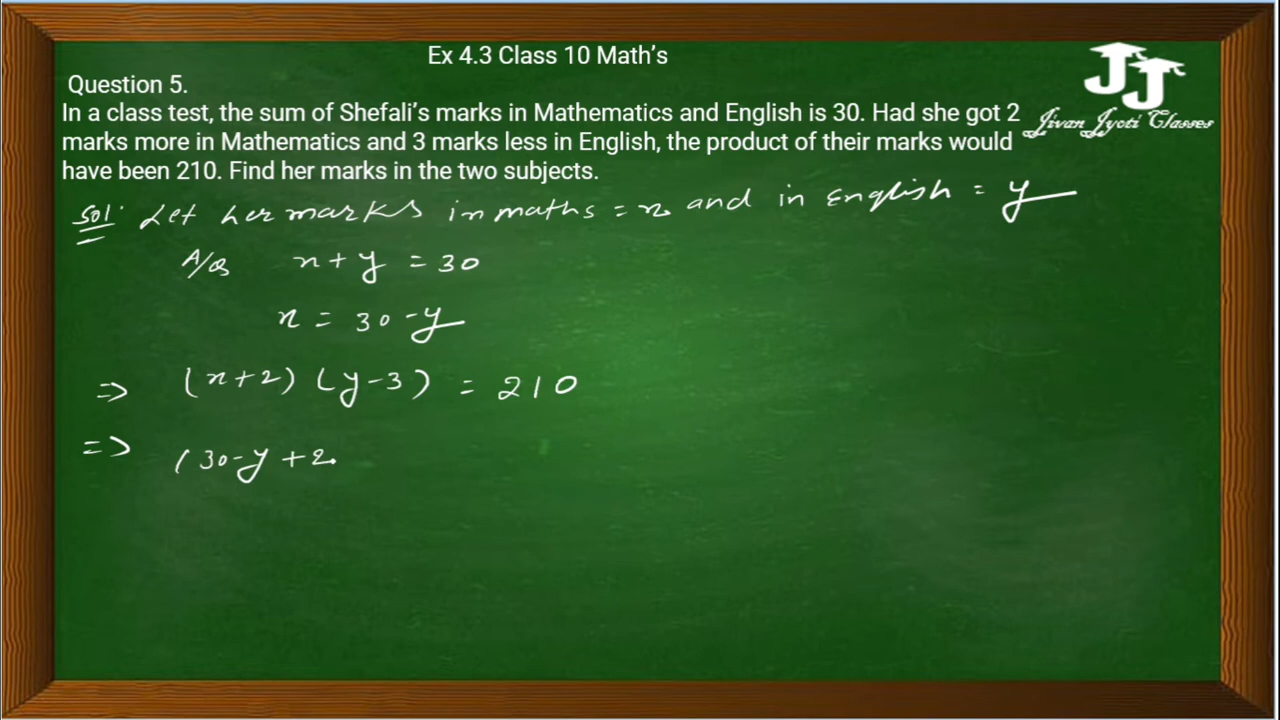 Ex 4.3 Class 10 Math's
JJ
Jivan Jyoti Classes
Question 5.
In a class test, the sum of Shefali's marks in Mathematics and English is 30. Had she got 2
marks more in Mathematics and 3 marks less in English, the product of their marks would
have been 210. Find her marks in the two subjects.
Sol. Let her marks in maths = x and in English = y
A/Q x + y = 30
x = 30 - y
=> (x+2) (y-3) = 210
=> (30-y +2